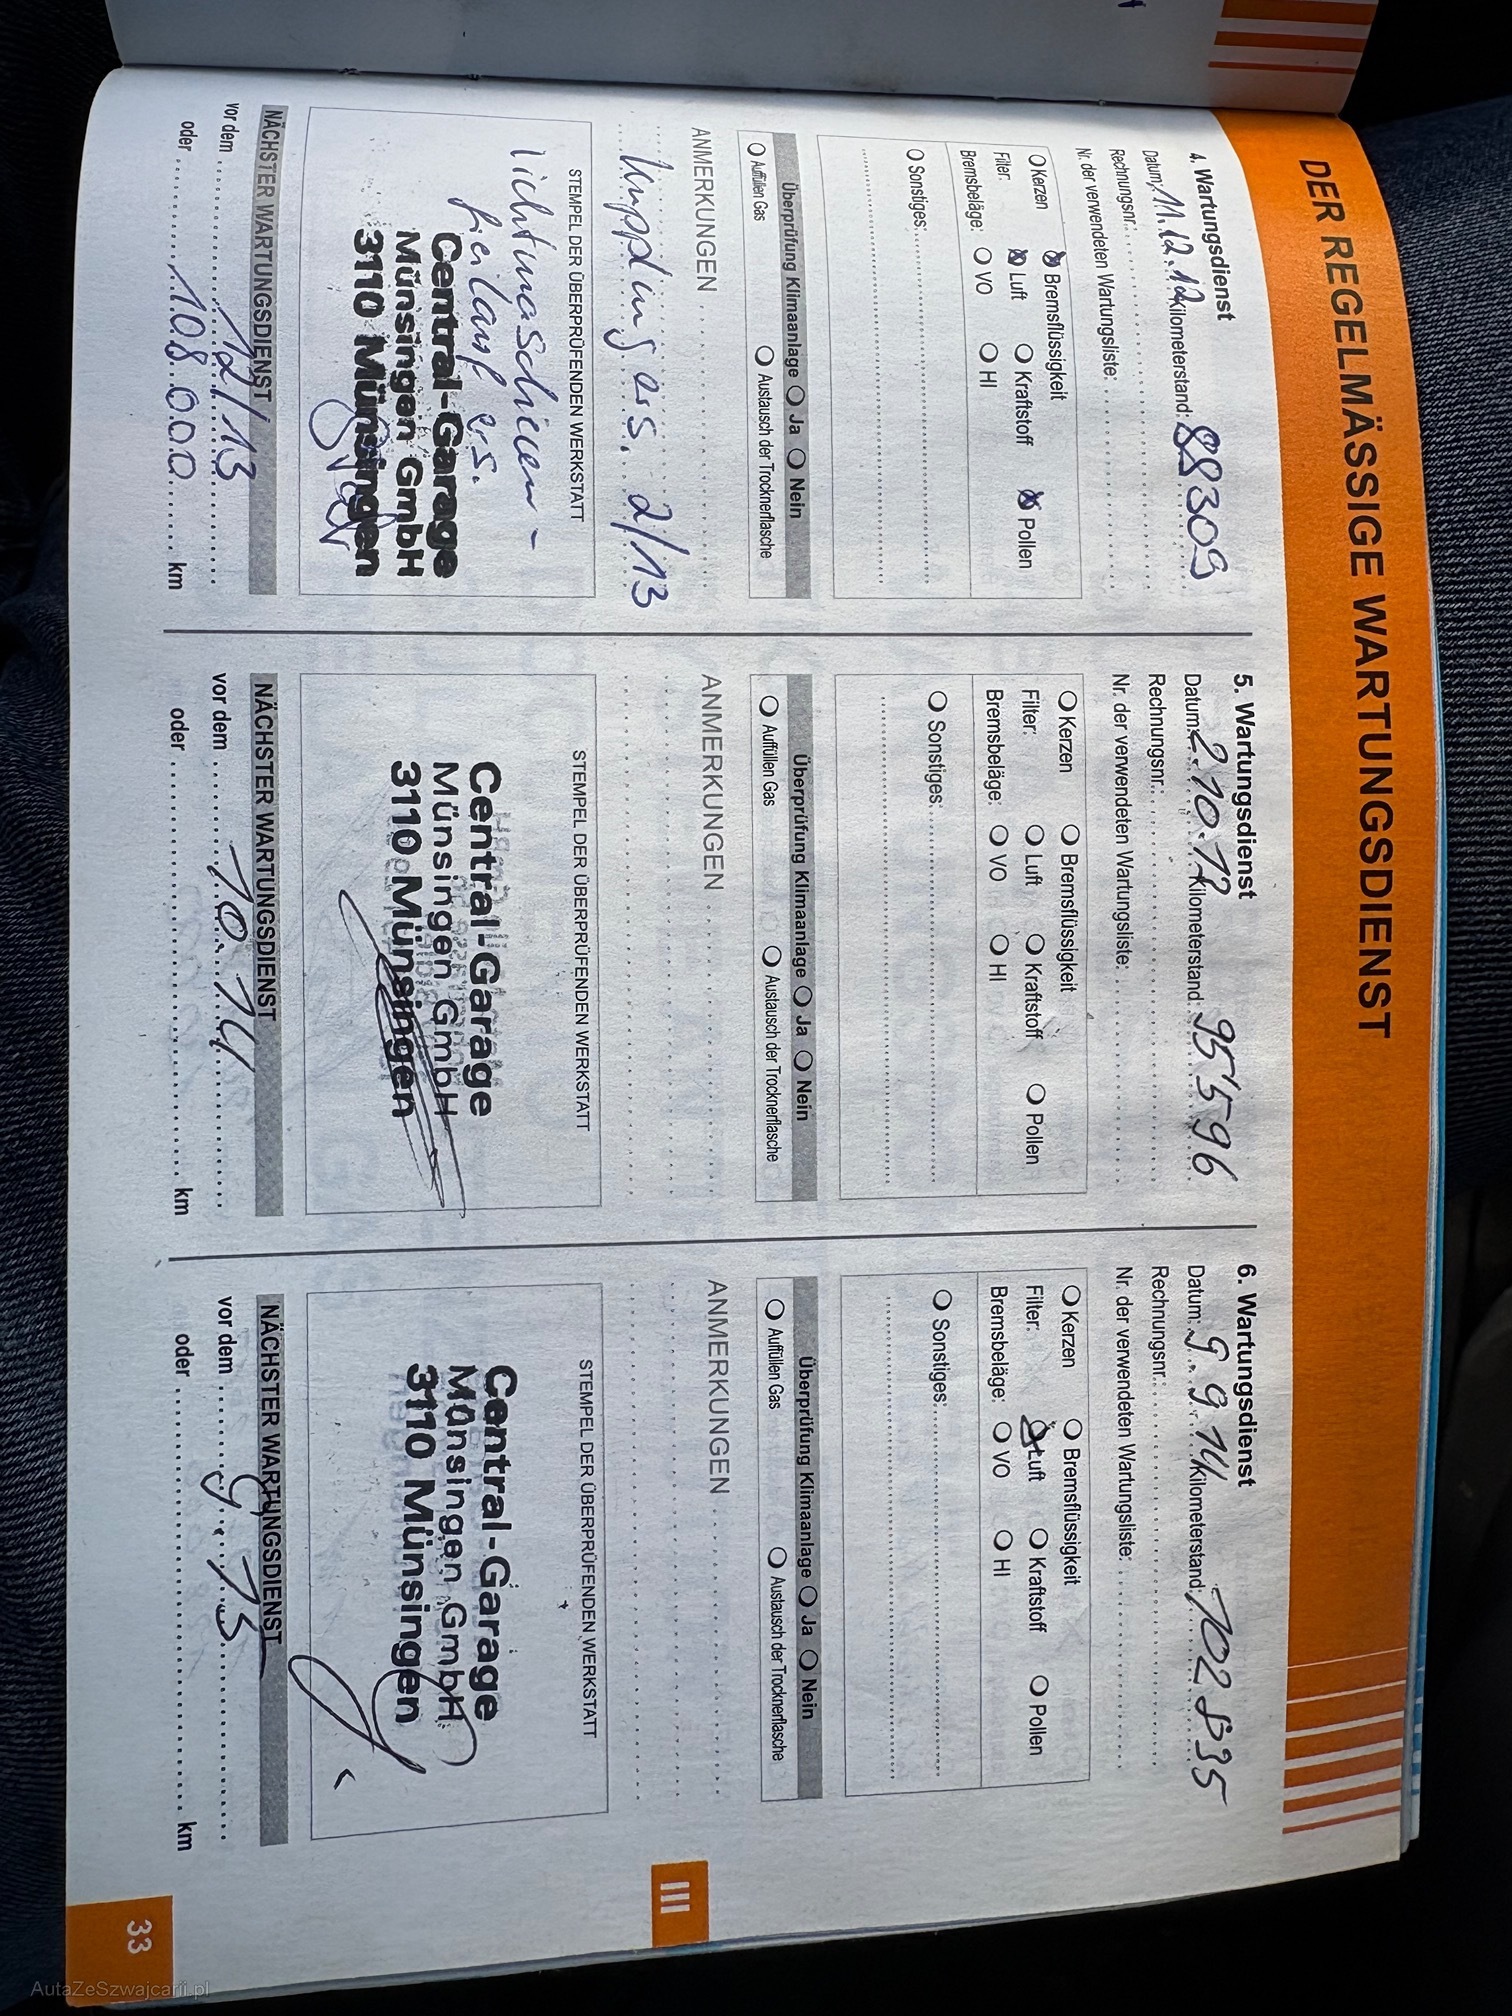 DER REGELMÄSSIGE WARTUNGSDIENST
4. Wartungsdienst
Datum: 11.12.12 Kilometerstand: 88309
Rechnungsnr.
Nr. der verwendeten Wartungsliste:
Kerzen Bremsflüssigkeit
Filter: Luft Kraftstoff Pollen
Bremsbeläge: VO HI
Sonstiges:
Überprüfung Klimaanlage Ja Nein
Auffüllen Gas Austausch der Trocknerflasche
ANMERKUNGEN
Kuppdung ers. 2/13
STEMPEL DER ÜBERPRÜFENDEN WERKSTATT
ers.
Central-Garage
Münsingen GmbH
3110 Münsingen
NÄCHSTER WARTUNGSDIENST
vor dem 12/13
oder 108000 km
5. Wartungsdienst
Datum: 2.10.13 Kilometerstand: 95'596
Rechnungsnr.:
Nr. der verwendeten Wartungsliste:
Kerzen Bremsflüssigkeit
Filter: Luft Kraftstoff Pollen
Bremsbeläge: VO HI
Sonstiges:
Überprüfung Klimaanlage Ja Nein
Auffüllen Gas Austausch der Trocknerflasche
ANMERKUNGEN
STEMPEL DER ÜBERPRÜFENDEN WERKSTATT
Central-Garage
Münsingen GmbH
3110 Münsingen
NÄCHSTER WARTUNGSDIENST
vor dem 10.14
oder km
6. Wartungsdienst
Datum: 9.9.14 Kilometerstand: 102835
Rechnungsnr.
Nr. der verwendeten Wartungsliste:
Kerzen Bremsflüssigkeit
Filter: Luft Kraftstoff Pollen
Bremsbeläge: VO HI
Sonstiges:
Überprüfung Klimaanlage Ja Nein
Auffüllen Gas Austausch der Trocknerflasche
ANMERKUNGEN
STEMPEL DER ÜBERPRÜFENDEN WERKSTATT
Central-Garage
Münsingen GmbH
3110 Münsingen
NÄCHSTER WARTUNGSDIENST
vor dem 9.15
oder km
III
33
AutaZeSzwajcarii.pl